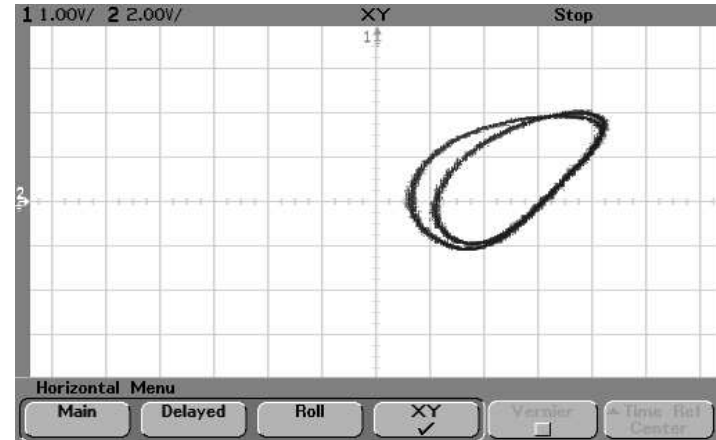 1 1.00V/ 2 2.00V/ XY Stop
1
2
Horizontal Menu
Main Delayed Roll XY Vernier Time Ref
Center